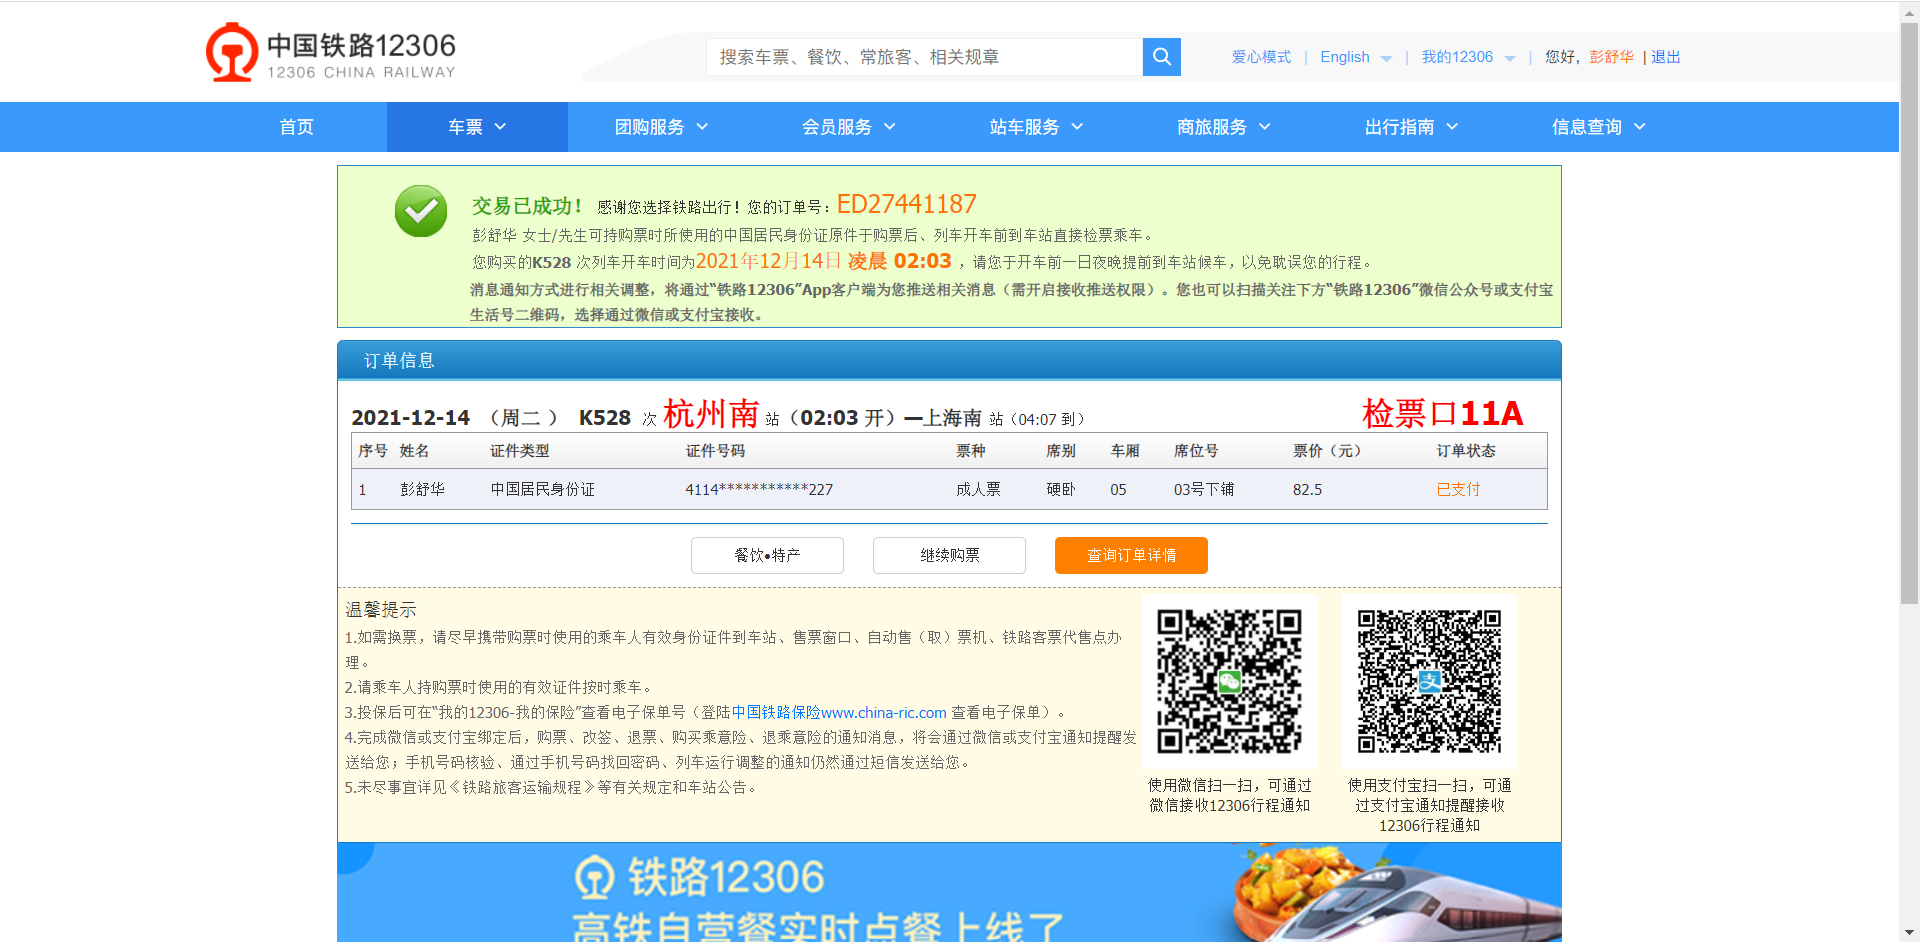 中国铁路12306
12306 CHINA RAILWAY
搜索车票、餐饮、常旅客、相关规章
爱心模式 | English | 我的12306 | 您好，彭舒华 | 退出
首页 车票 团购服务 会员服务 站车服务 商旅服务 出行指南 信息查询
交易已成功！ 感谢您选择铁路出行！您的订单号：ED27441187
彭舒华 女士/先生可持购票时所使用的中国居民身份证原件于购票后、列车开车前到车站直接检票乘车。
您购买的K528 次列车开车时间为2021年12月14日 凌晨 02:03 ，请您于开车前一日夜晚提前到车站候车，以免耽误您的行程。
消息通知方式进行相关调整，将通过“铁路12306”App客户端为您推送相关消息（需开启接收推送权限）。您也可以扫描关注下方“铁路12306”微信公众号或支付宝
生活号二维码，选择通过微信或支付宝接收。
订单信息
2021-12-14 （周二 ） K528 次 杭州南 站（02:03 开）—上海南 站（04:07 到） 检票口11A
序号 姓名 证件类型 证件号码 票种 席别 车厢 席位号 票价（元） 订单状态
1 彭舒华 中国居民身份证 4114***********227 成人票 硬卧 05 03号下铺 82.5 已支付
餐饮•特产 继续购票 查询订单详情
温馨提示
1.如需换票，请尽早携带购票时使用的乘车人有效身份证件到车站、售票窗口、自动售（取）票机、铁路客票代售点办
理。
2.请乘车人持购票时使用的有效证件按时乘车。
3.投保后可在“我的12306-我的保险”查看电子保单号（登陆中国铁路保险www.china-ric.com 查看电子保单）。
4.完成微信或支付宝绑定后，购票、改签、退票、购买乘意险、退乘意险的通知消息，将会通过微信或支付宝通知提醒发
送给您；手机号码核验、通过手机号码找回密码、列车运行调整的通知仍然通过短信发送给您。
5.未尽事宜详见《铁路旅客运输规程》等有关规定和车站公告。
使用微信扫一扫，可通过
微信接收12306行程通知
使用支付宝扫一扫，可通
过支付宝通知提醒接收
12306行程通知
铁路12306
高铁自营餐实时点餐上线了